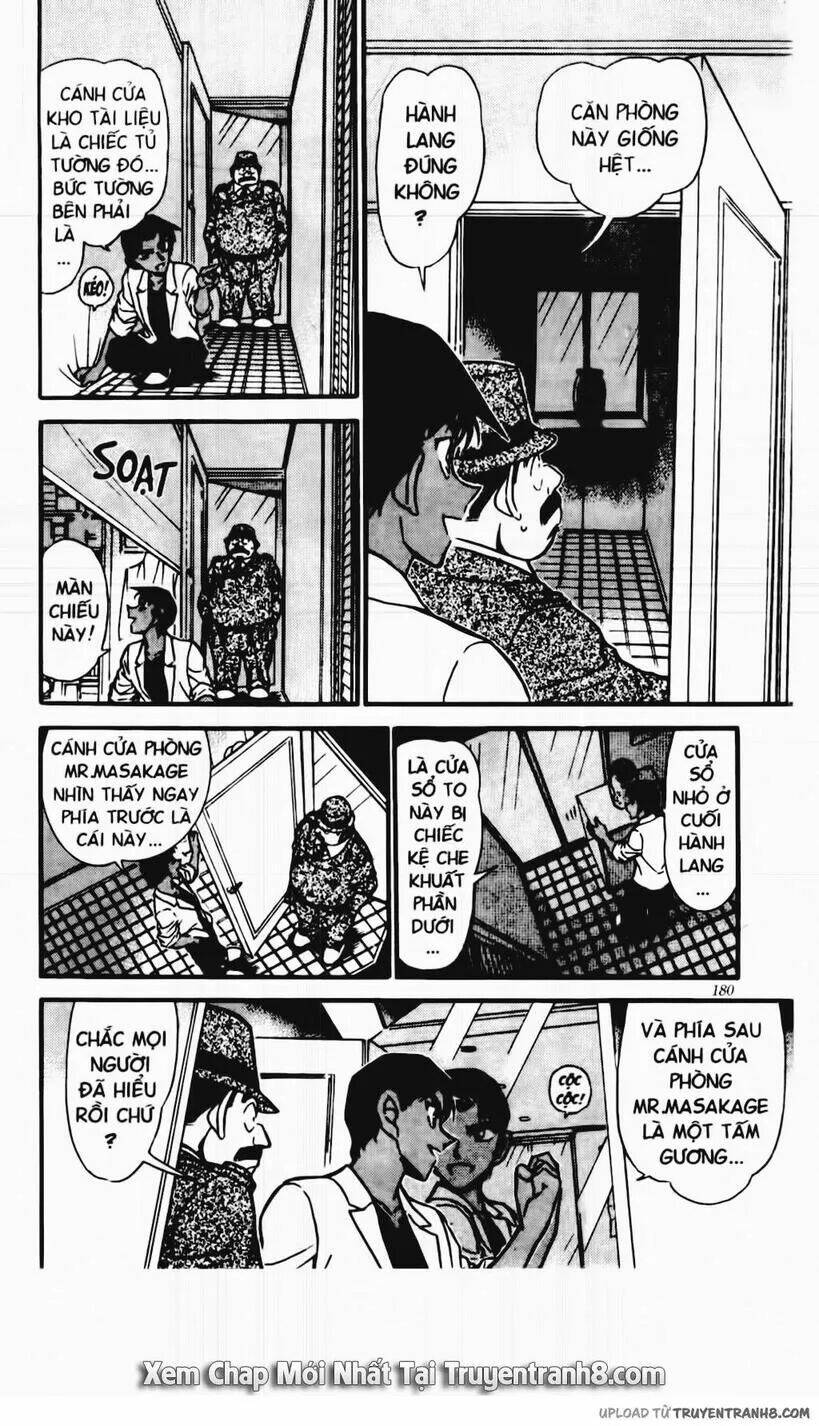 CĂN PHÒNG
NÀY GIỐNG
HỆT...
HÀNH
LANG
ĐÚNG
KHÔNG
?
CÁNH CỬA
KHO TÀI LIỆU
LÀ CHIẾC TỦ
TƯỜNG ĐÓ...
BỨC TƯỜNG
BÊN PHẢI
LÀ
...
KÉO!
SOẠT
MÀN
CHIẾU
NÀY!
CỬA
SỔ
NHỎ Ở
CUỐI
HÀNH
LANG
...
LÀ CỬA
SỔ TO
NÀY BỊ
CHIẾC
KỆ CHE
KHUẤT
PHẦN
DƯỚI
...
CÁNH CỬA PHÒNG
MR.MASAKAGE
NHÌN THẤY NGAY
PHÍA TRƯỚC LÀ
CÁI NÀY...
180
VÀ PHÍA SAU
CÁNH CỬA
PHÒNG
MR.MASAKAGE
LÀ MỘT TẤM
GƯƠNG...
CỘC
CỘC!
CHẮC MỌI
NGƯỜI
ĐÃ HIỂU
RỒI CHỨ
?
Xem Chap Mới Nhất Tại Truyentranh8.com
UPLOAD TỪ TRUYENTRANH8.COM